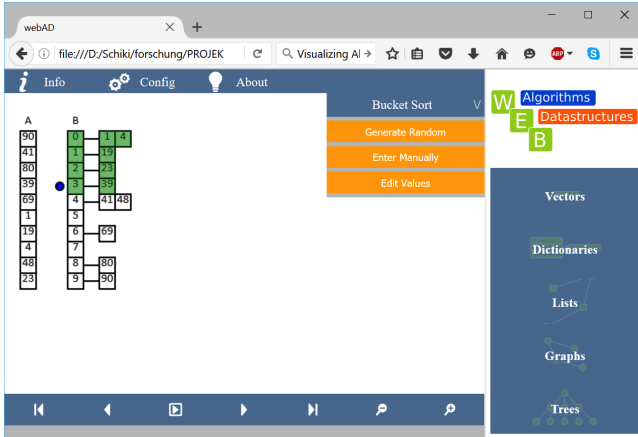 webAD
file:///D:/Schiki/forschung/PROJEK
Visualizing Al
ABP
S
Info
Config
About
Bucket Sort
V
Generate Random
Enter Manually
Edit Values
W Algorithms
E Datastructures
B
Vectors
Dictionaries
Lists
Graphs
Trees
A B
90 0 1 4
41 1 19
80 2 23
39 3 39
69 4 41 48
1 5
19 6 69
4 7
48 8 80
23 9 90